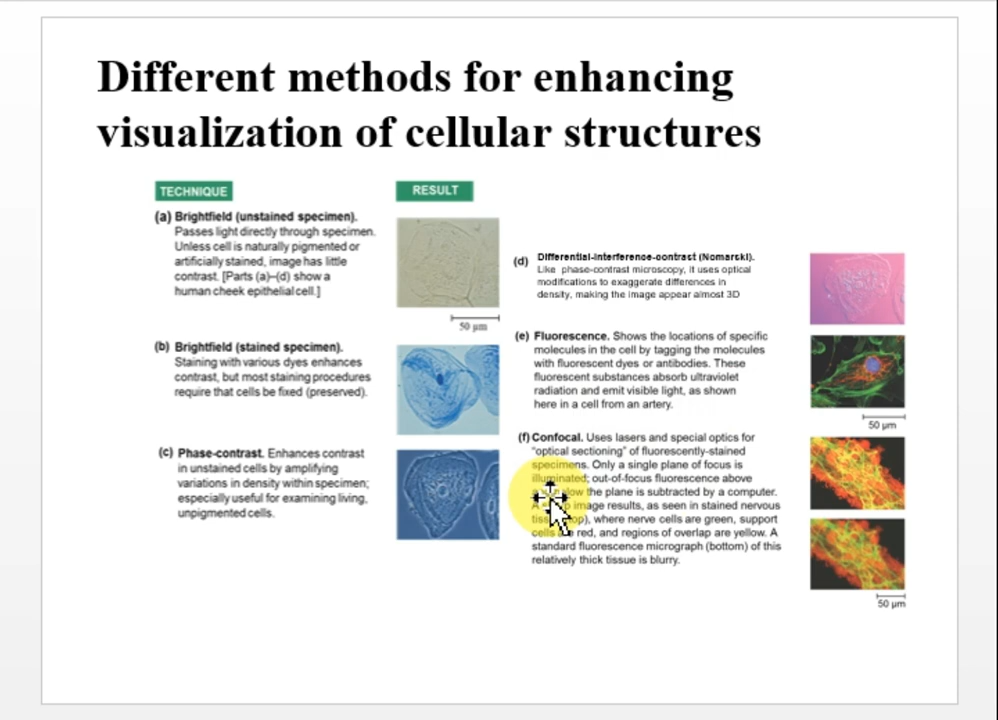 Different methods for enhancing
visualization of cellular structures
TECHNIQUE
RESULT
(a) Brightfield (unstained specimen).
Passes light directly through specimen.
Unless cell is naturally pigmented or
artificially stained, image has little
contrast. [Parts (a)–(d) show a
human cheek epithelial cell.]
50 µm
(b) Brightfield (stained specimen).
Staining with various dyes enhances
contrast, but most staining procedures
require that cells be fixed (preserved).
(c) Phase-contrast. Enhances contrast
in unstained cells by amplifying
variations in density within specimen;
especially useful for examining living,
unpigmented cells.
(d) Differential-interference-contrast (Nomarski).
Like phase-contrast microscopy, it uses optical
modifications to exaggerate differences in
density, making the image appear almost 3D
(e) Fluorescence. Shows the locations of specific
molecules in the cell by tagging the molecules
with fluorescent dyes or antibodies. These
fluorescent substances absorb ultraviolet
radiation and emit visible light, as shown
here in a cell from an artery.
50 µm
(f) Confocal. Uses lasers and special optics for
"optical sectioning" of fluorescently-stained
specimens. Only a single plane of focus is
illuminated; out-of-focus fluorescence above
the plane is subtracted by a computer.
A image results, as seen in stained nervous
where nerve cells are green, support
cells red, and regions of overlap are yellow. A
standard fluorescence micrograph (bottom) of this
relatively thick tissue is blurry.
50 µm